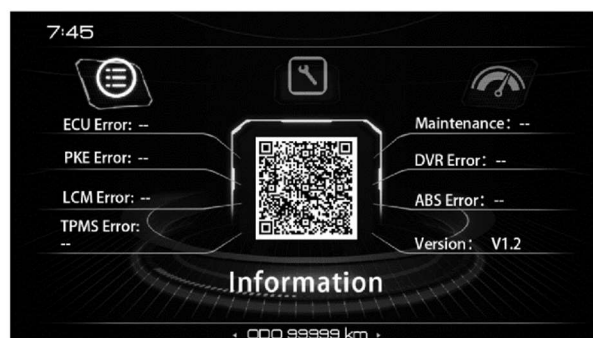 7:45
ECU Error: --
PKE Error: --
LCM Error: --
TPMS Error:
--
Maintenance: --
DVR Error: --
ABS Error: --
Version: V1.2
Information
ODO 99999 km